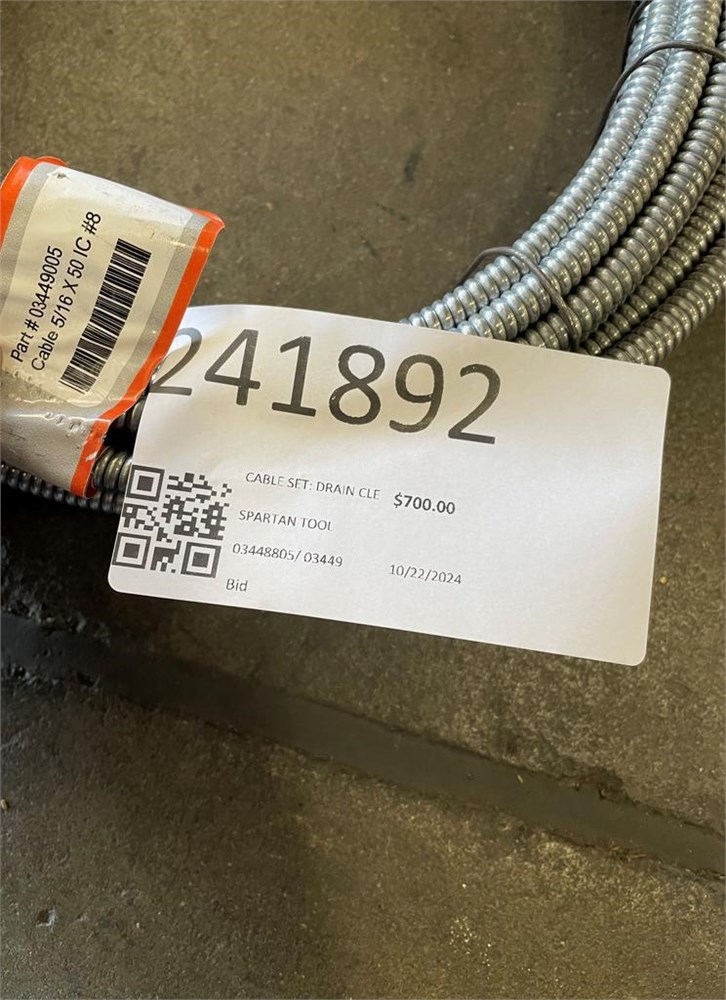 Part # 03449005
Cable 5/16 X 50 IC #8
241892
CABLE SET: DRAIN CLE $700.00
SPARTAN TOOL
03448805/ 03449 10/22/2024
Bid